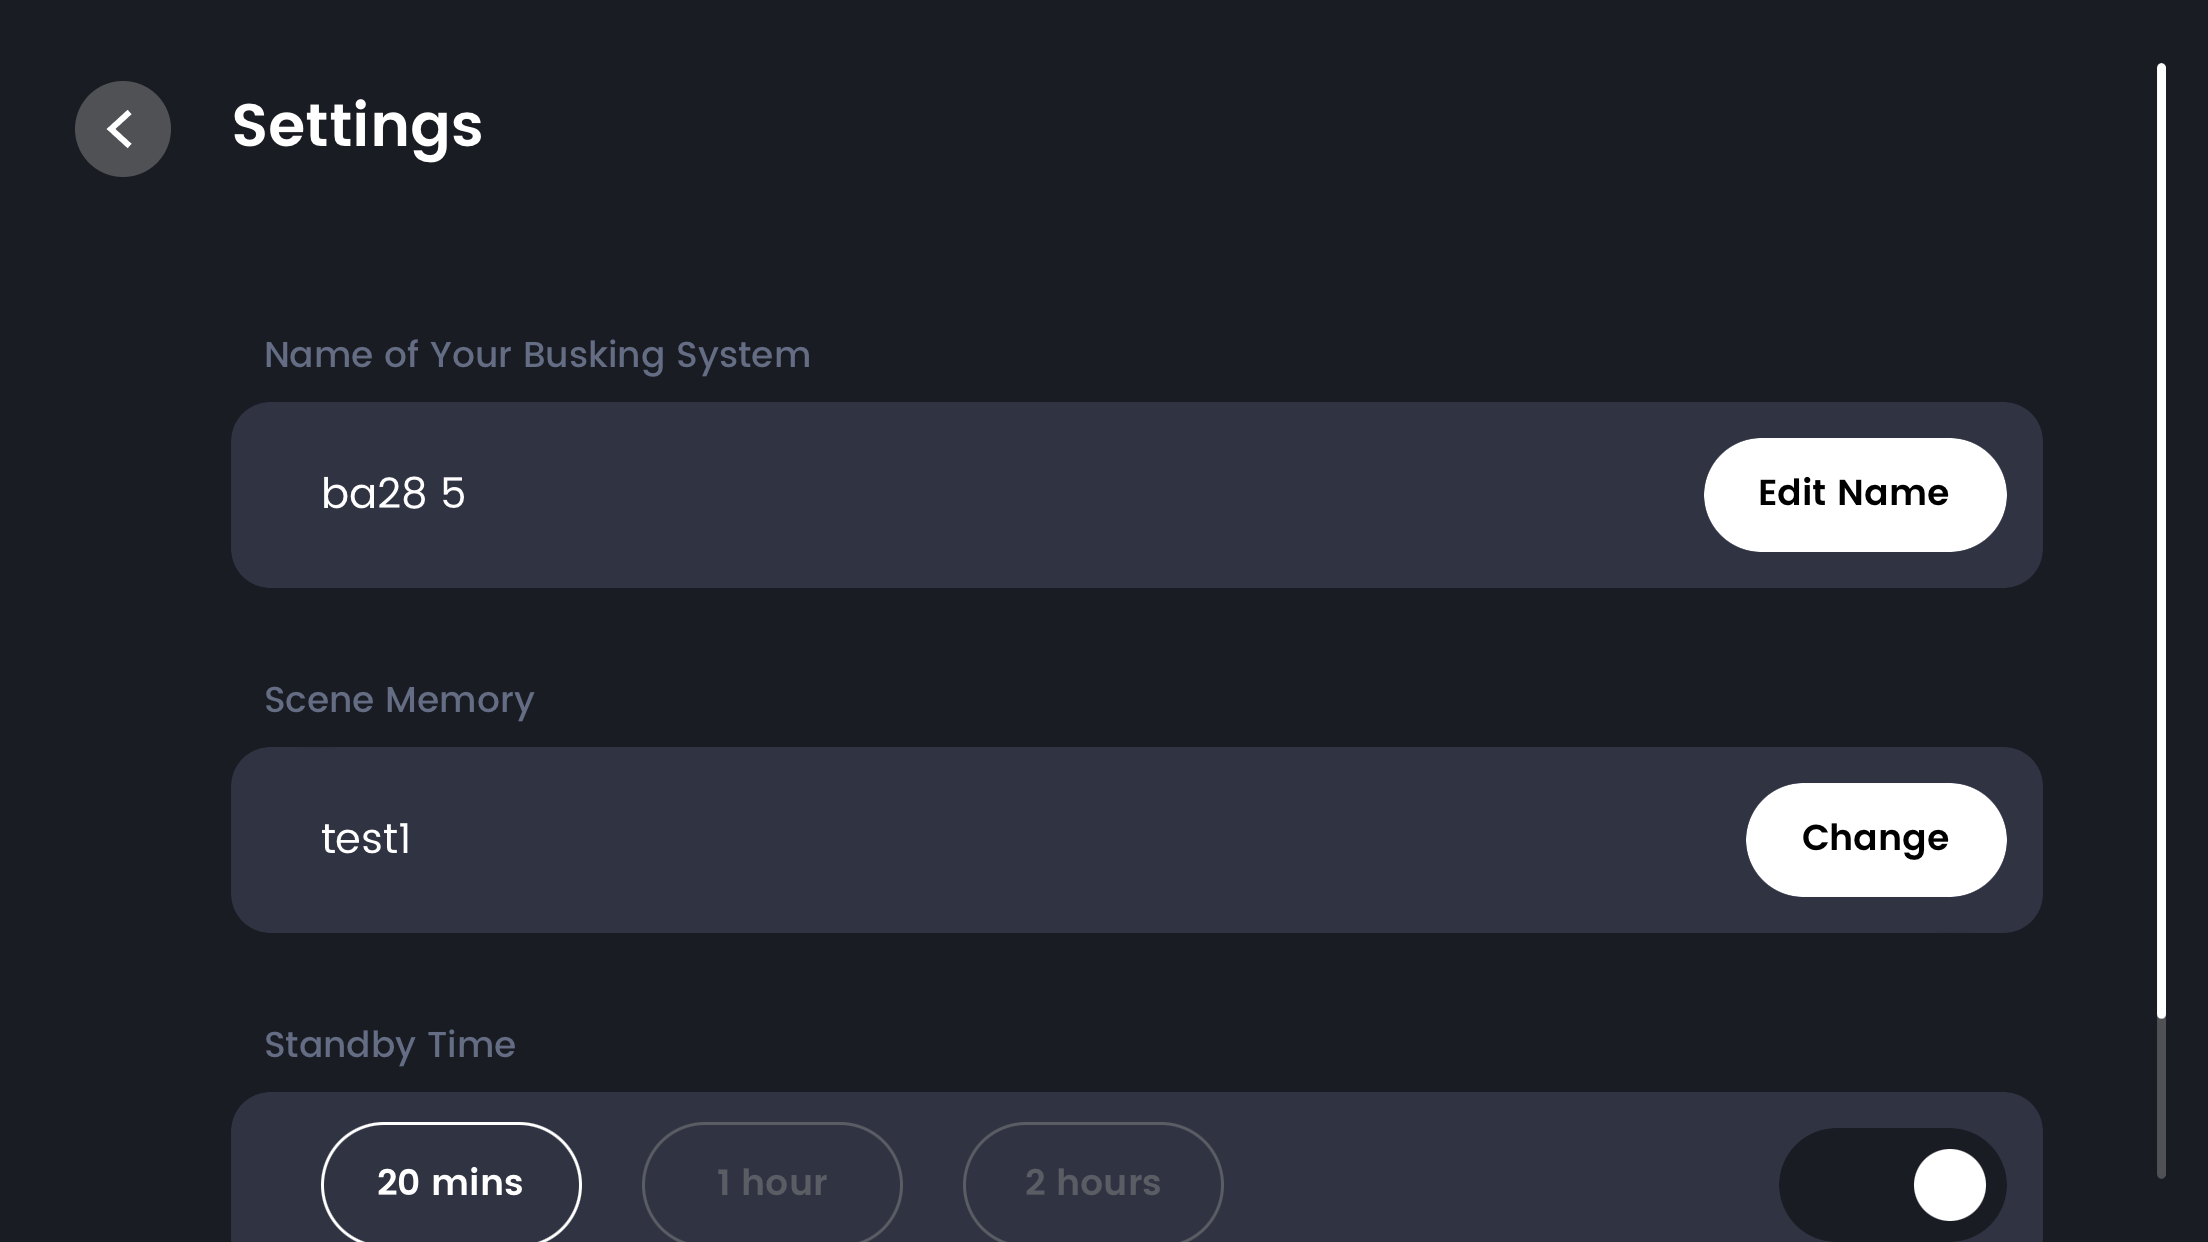 Settings
Name of Your Busking System
ba28 5
Edit Name
Scene Memory
test1
Change
Standby Time
20 mins
1 hour
2 hours